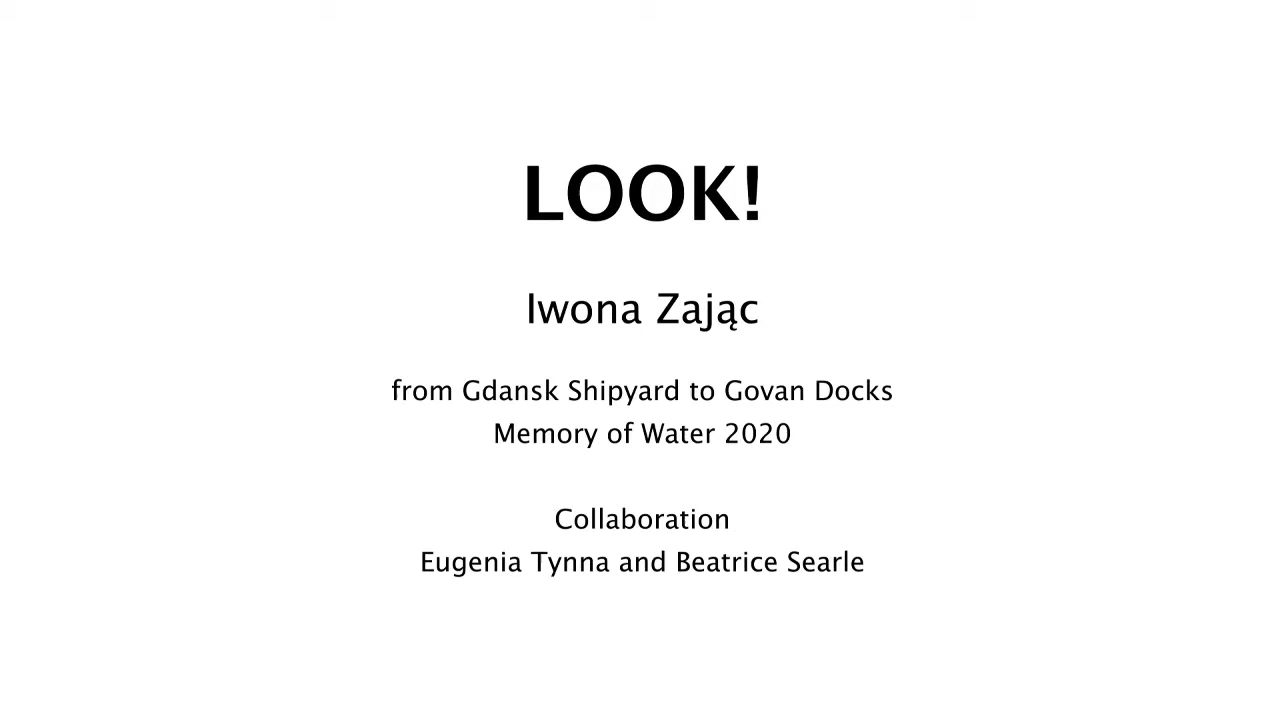 LOOK!
Iwona Zając
from Gdansk Shipyard to Govan Docks
Memory of Water 2020
Collaboration
Eugenia Tynna and Beatrice Searle